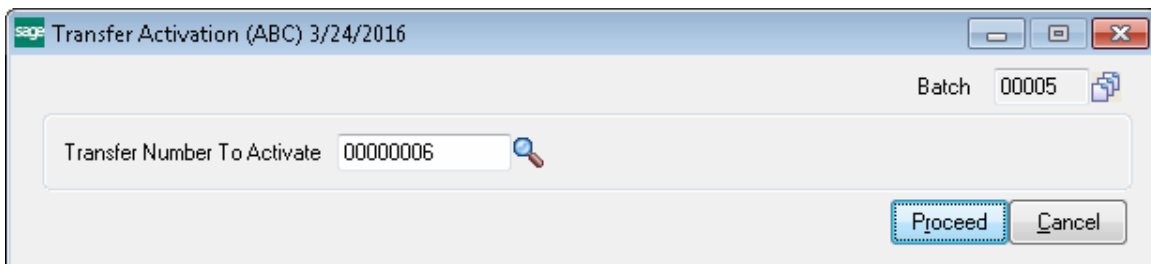 sage Transfer Activation (ABC) 3/24/2016
Batch 00005
Transfer Number To Activate 00000006
Proceed Cancel